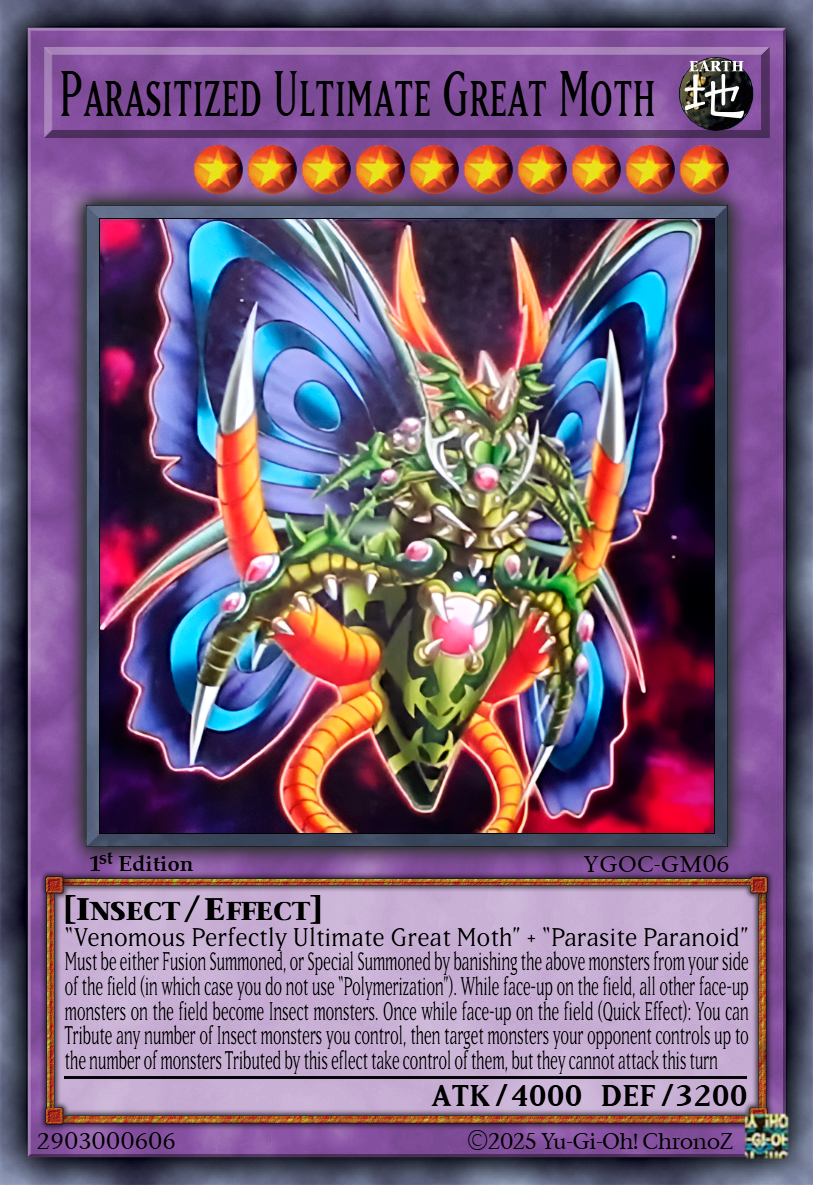 PARASITIZED ULTIMATE GREAT MOTH
EARTH
地
1st Edition
YGOC-GM06
[INSECT/EFFECT]
"Venomous Perfectly Ultimate Great Moth" + "Parasite Paranoid"
Must be either Fusion Summoned, or Special Summoned by banishing the above monsters from your side
of the field (in which case you do not use "Polymerization"). While face-up on the field, all other face-up
monsters on the field become Insect monsters. Once while face-up on the field (Quick Effect): You can
Tribute any number of Insect monsters you control, then target monsters your opponent controls up to
the number of monsters Tributed by this eflect take control of them, but they cannot attack this turn
ATK/4000 DEF/3200
2903000606
©2025 Yu-Gi-Oh! ChronoZ